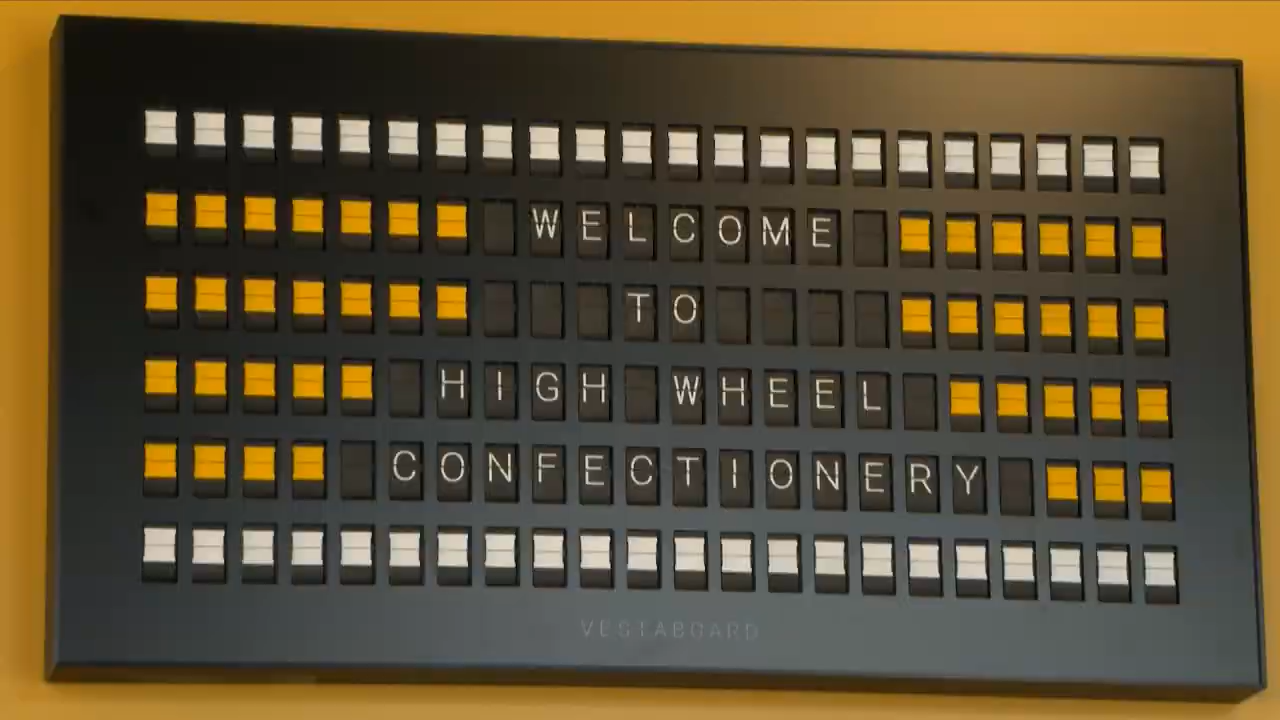 WELCOME
TO
HIGH WHEEL
CONFECTIONERY
VESTABOARD